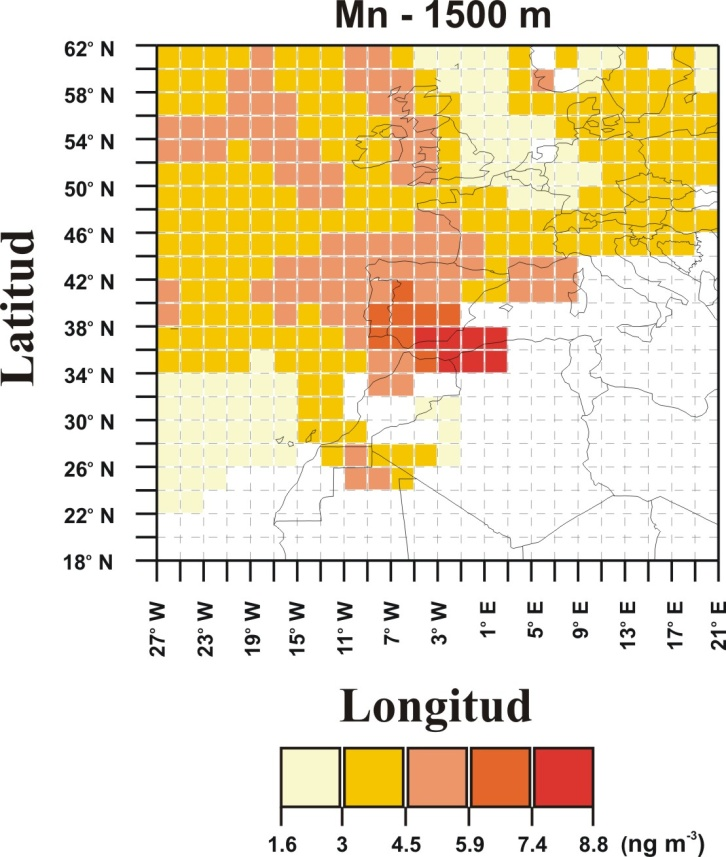 Mn - 1500 m
62° N
58° N
54° N
50° N
46° N
42° N
38° N
34° N
30° N
26° N
22° N
18° N
Latitud
27° W 23° W 19° W 15° W 11° W 7° W 3° W 1° E 5° E 9° E 13° E 17° E 21° E
Longitud
1.6 3 4.5 5.9 7.4 8.8 (ng m⁻³)